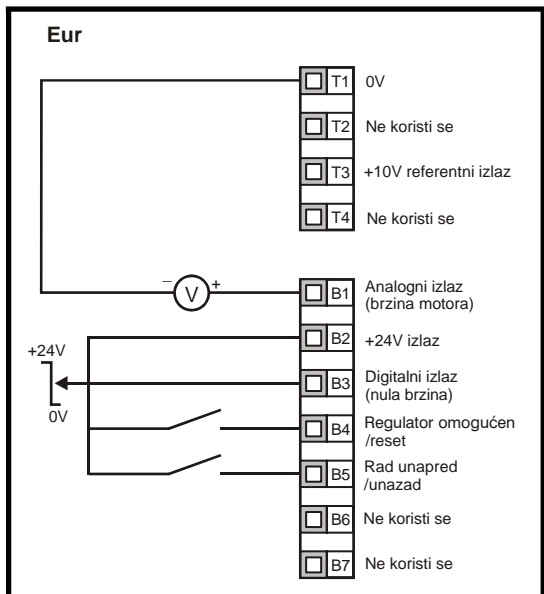 Eur
T1 0V
T2 Ne koristi se
T3 +10V referentni izlaz
T4 Ne koristi se
− V +
B1 Analogni izlaz
(brzina motora)
B2 +24V izlaz
+24V
B3 Digitalni izlaz
(nula brzina)
0V
B4 Regulator omogućen
/reset
B5 Rad unapred
/unazad
B6 Ne koristi se
B7 Ne koristi se